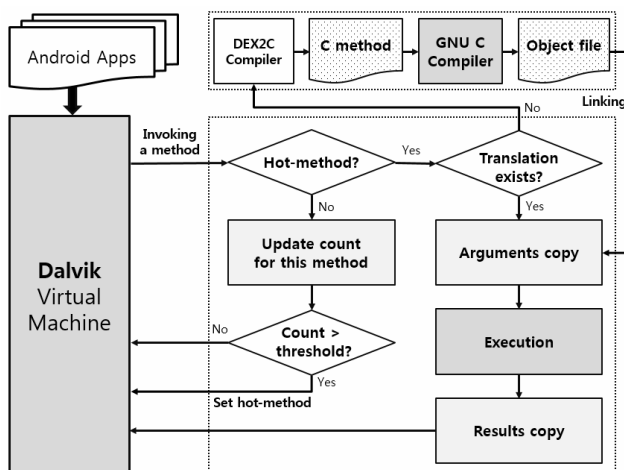 Android Apps
DEX2C
Compiler
C method
GNU C
Compiler
Object file
No
Linking
Invoking
a method
Hot-method?
Yes
Translation
exists?
No
Yes
Update count
for this method
Arguments copy
Dalvik
Virtual
Machine
No
Count >
threshold?
Execution
Yes
Set hot-method
Results copy